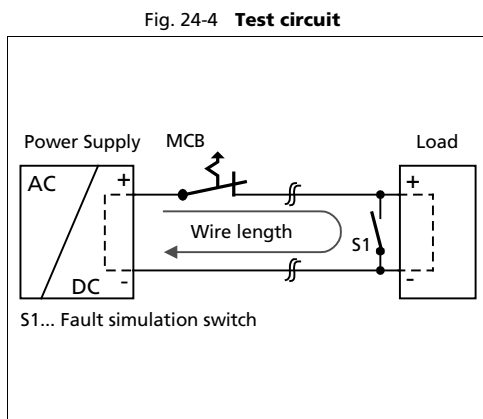 Fig. 24-4 Test circuit
Power Supply MCB Load
AC + +
Wire length
S1
DC - -
S1... Fault simulation switch